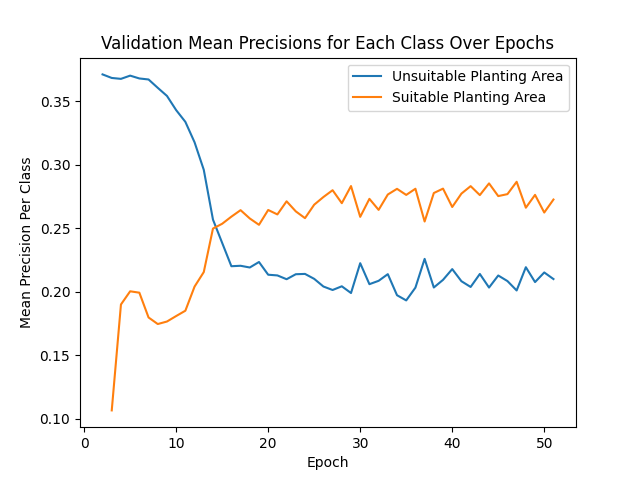 Validation Mean Precisions for Each Class Over Epochs
Unsuitable Planting Area
Suitable Planting Area
Mean Precision Per Class
0.35
0.30
0.25
0.20
0.15
0.10
0 10 20 30 40 50
Epoch